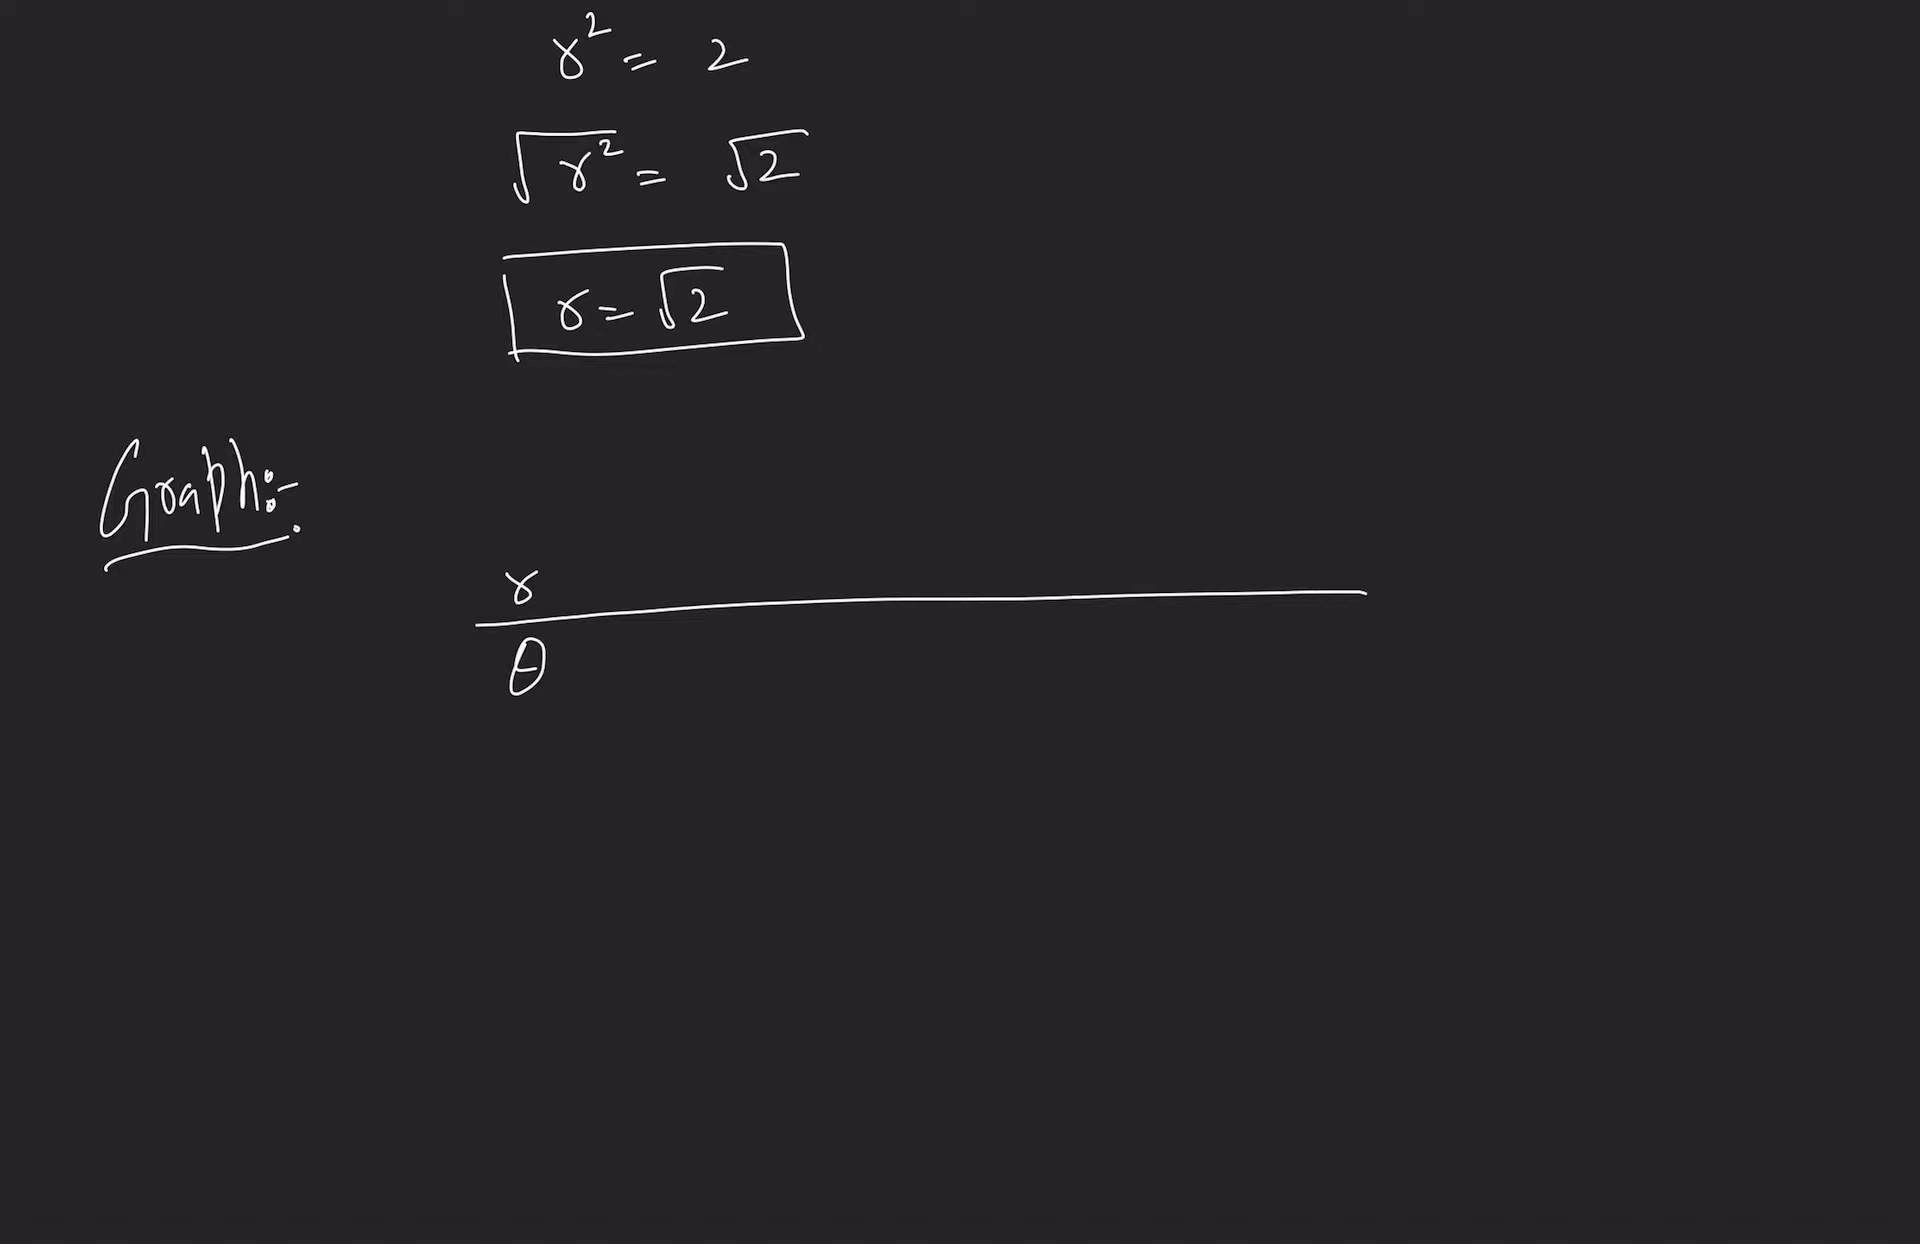 r² = 2
√r² = √2
r = √2
Graph:-
r
θ